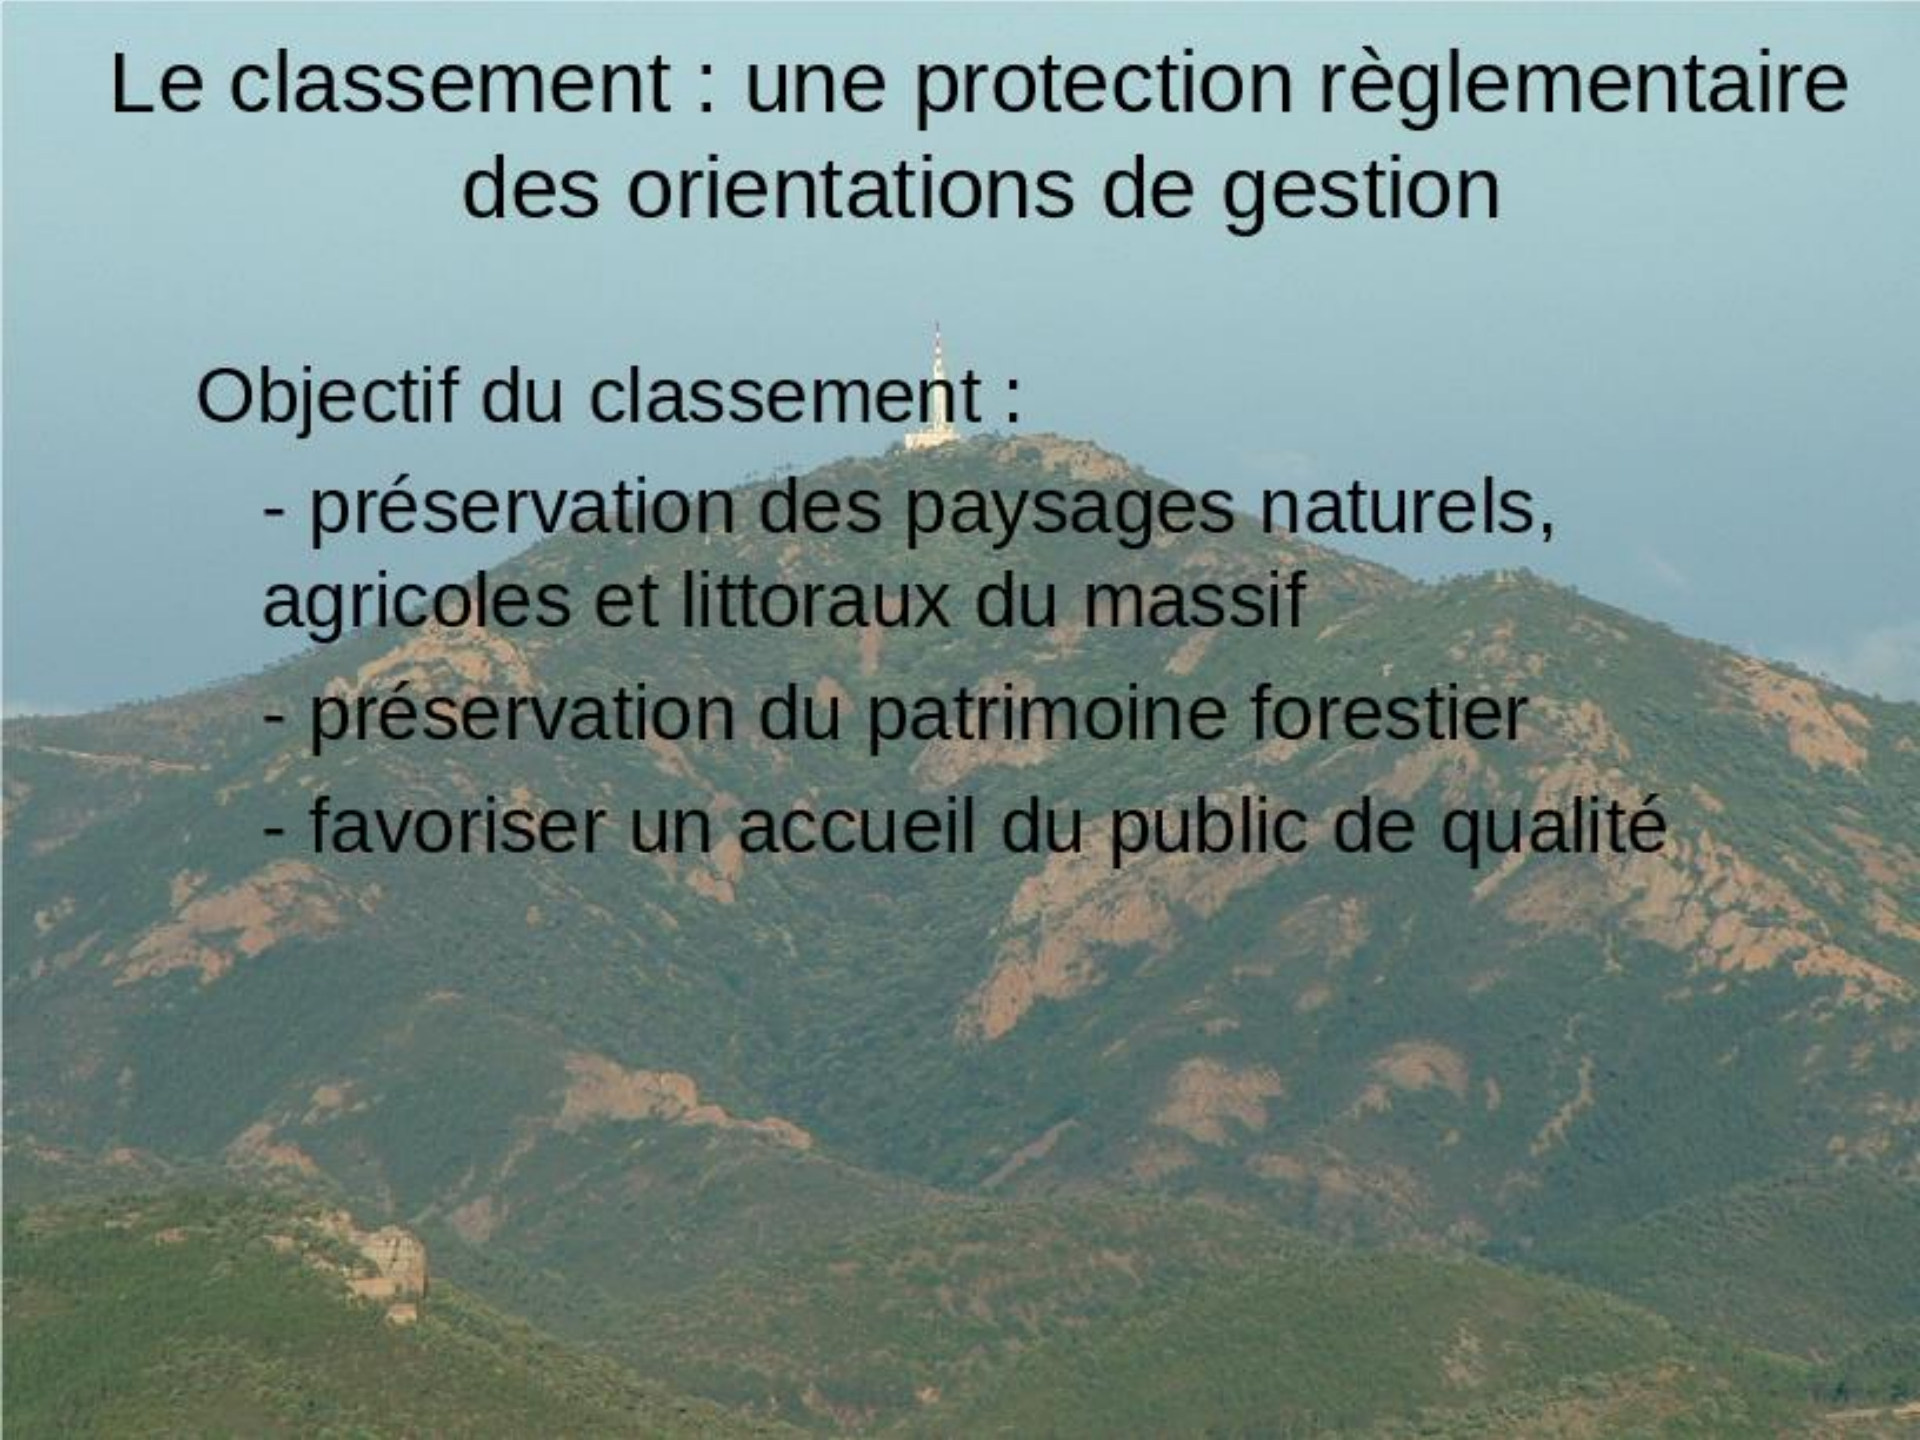 Le classement : une protection règlementaire
des orientations de gestion
Objectif du classement :
- préservation des paysages naturels,
agricoles et littoraux du massif
- préservation du patrimoine forestier
- favoriser un accueil du public de qualité